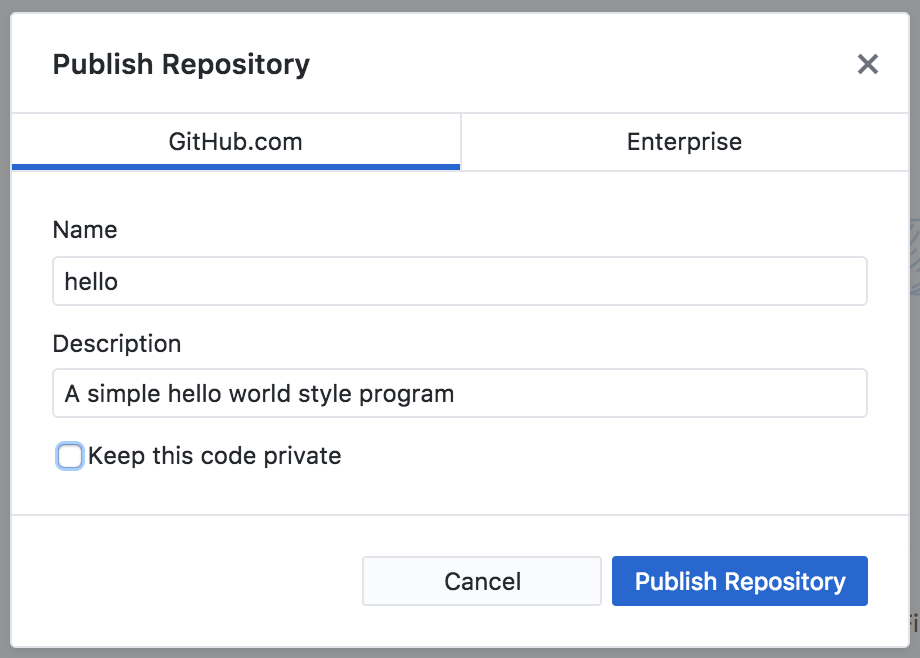 Publish Repository
GitHub.com
Enterprise
Name
hello
Description
A simple hello world style program
Keep this code private
Cancel
Publish Repository